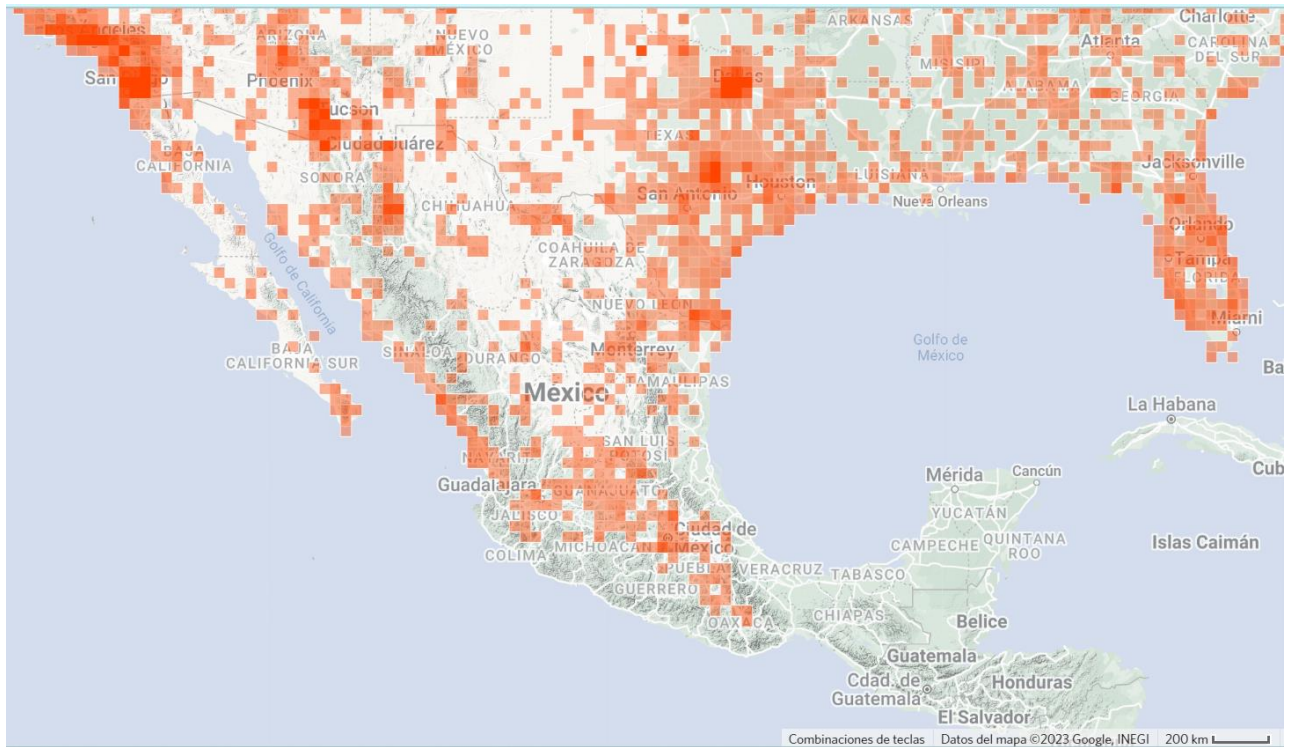 Charlotte
ARKANSAS
Angeles
ARIZONA
NUEVO
MÉXICO
Atlanta
CAROLINA
DEL SUR
MISISIPI
San
Phoenix
Dallas
ALABAMA
GEORGIA
Tucson
TEXAS
Ciudad Juárez
BAJA
CALIFORNIA
SONORA
Jacksonville
LUISIANA
San Antonio
Houston
Nueva Orleans
CHIHUAHUA
Orlando
Golfo de California
COAHUILA DE
ZARAGOZA
Tampa
FLORIDA
NUEVO LEÓN
Miami
Golfo de
México
BAJA
CALIFORNIA SUR
SINALOA
DURANGO
Monterrey
Ba
TAMAULIPAS
México
La Habana
SAN LUIS
POTOSÍ
NAYARIT
Cub
Mérida
Cancún
Guadalajara
GUANAJUATO
YUCATÁN
JALISCO
Ciudad de
México
QUINTANA
ROO
CAMPECHE
Islas Caimán
COLIMA
MICHOACÁN
PUEBLA
VERACRUZ
TABASCO
GUERRERO
OAXACA
CHIAPAS
Belice
Guatemala
Cdad. de
Guatemala
Honduras
El Salvador
Combinaciones de teclas
Datos del mapa ©2023 Google, INEGI
200 km